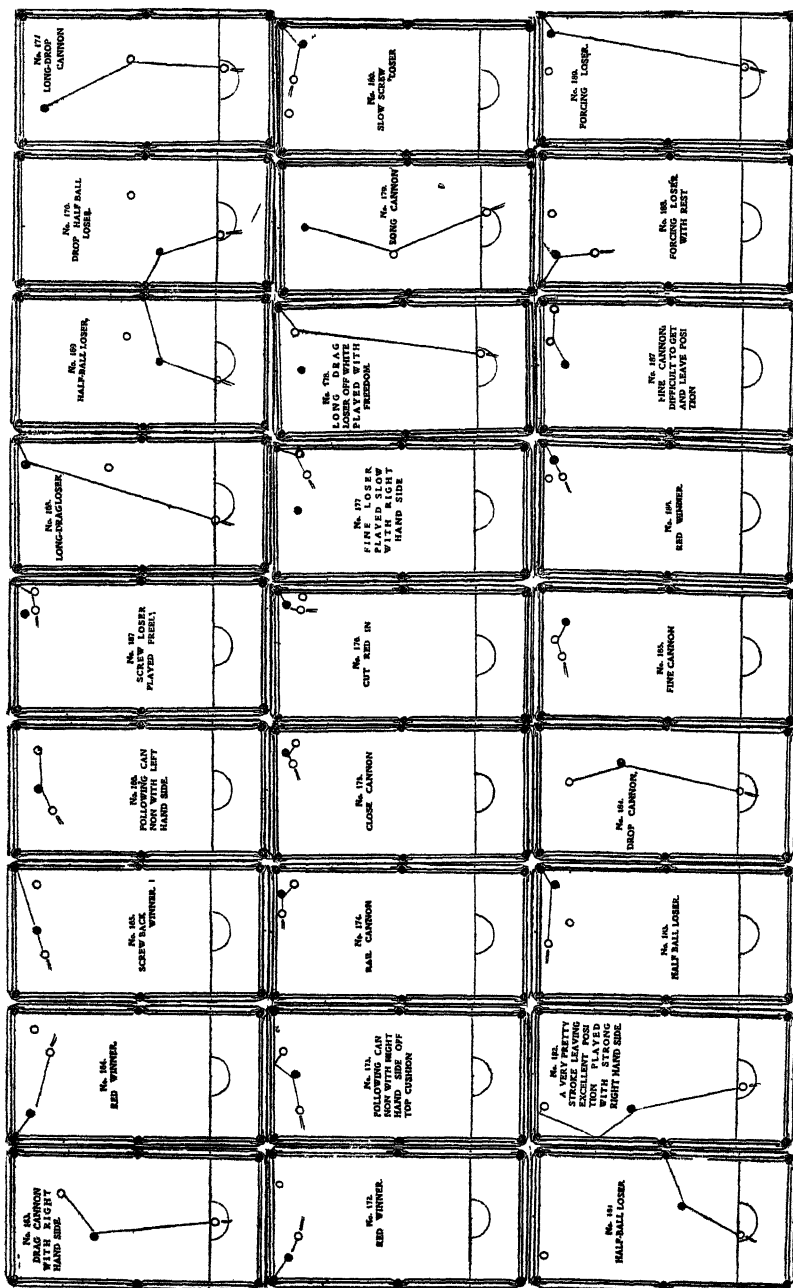 No. 163.
DRAG CANNON
WITH RIGHT
HAND SIDE.
No. 164.
RED WINNER.
No. 165.
SCREW BACK WINNER.
No. 166.
FOLLOWING CAN
NON WITH LEFT
HAND SIDE.
No. 167
SCREW LOSER
PLAYED FREELY
No. 168.
LONG-DRAG LOSER
No. 169
HALF-BALL LOSER,
No. 170.
DROP HALF BALL
LOSER.
No. 171
LONG-DROP
CANNON
No. 172.
RED WINNER.
No. 173.
FOLLOWING CAN
NON WITH RIGHT
HAND SIDE OFF
TOP CUSHION
No. 174.
RAIL CANNON
No. 175.
CLOSE CANNON
No. 176.
CUT RED IN
No. 177
FINE LOSER
PLAYED SLOW
WITH RIGHT
HAND SIDE
No. 178.
LONG DRAG
LOSER OFF WHITE
PLAYED WITH
FREEDOM.
No. 179.
LONG CANNON
No. 180.
SLOW SCREW LOSER
No. 181
HALF-BALL LOSER
No. 182.
A VERY PRETTY
STROKE LEAVING
EXCELLENT POSI
TION PLAYED
WITH STRONG
RIGHT HAND SIDE.
No. 183.
HALF BALL LOSER.
No. 184.
DROP CANNON.
No. 185.
FINE CANNON
No. 186.
RED WINNER.
No. 187
FINE CANNON;
DIFFICULT TO GET
AND LEAVE POSI
TION
No. 188.
FORCING LOSER
WITH REST
No. 189.
FORCING LOSER.